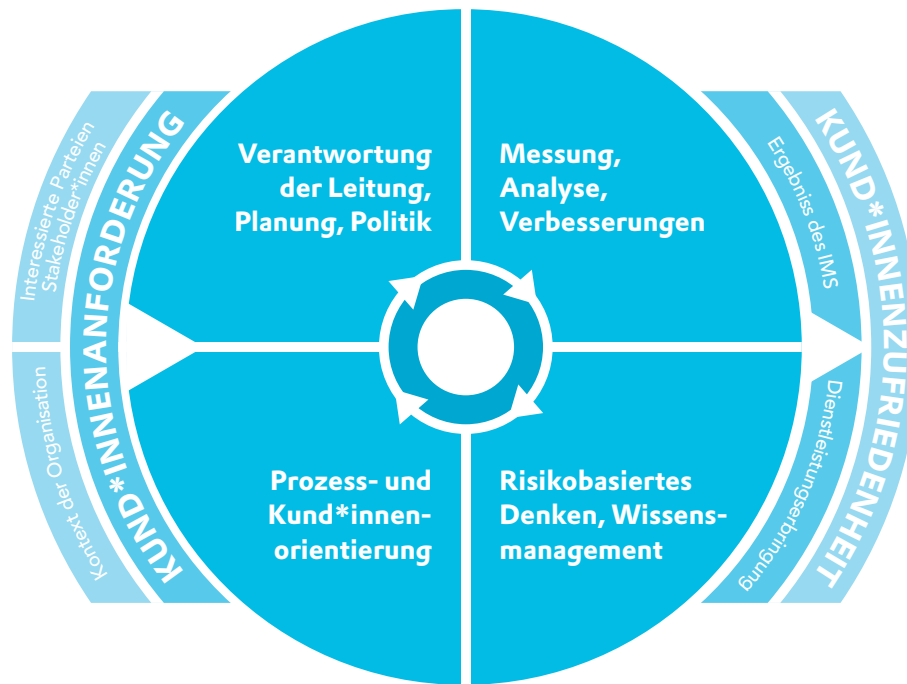 Interessierte Parteien
Stakeholder*innen
Kontext der Organisation
KUND*INNENANFORDERUNG
Verantwortung
der Leitung,
Planung, Politik
Messung,
Analyse,
Verbesserungen
Prozess- und
Kund*innen-
orientierung
Risikobasiertes
Denken, Wissens-
management
Ergebniss des IMS
Dienstleistungserbringung
KUND*INNENZUFRIEDENHEIT